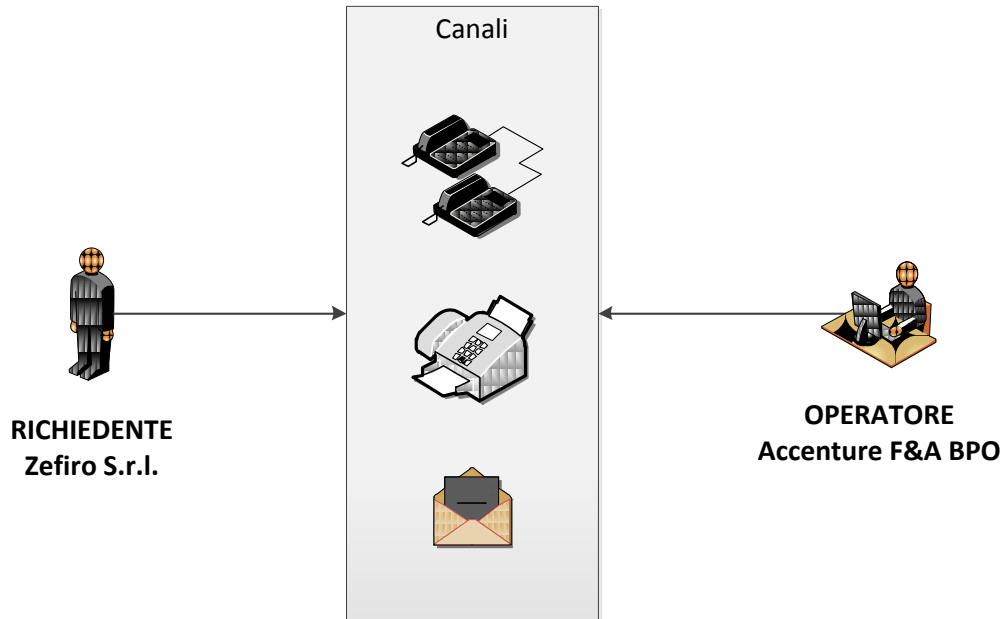 Canali
RICHIEDENTE
Zefiro S.r.l.
OPERATORE
Accenture F&A BPO